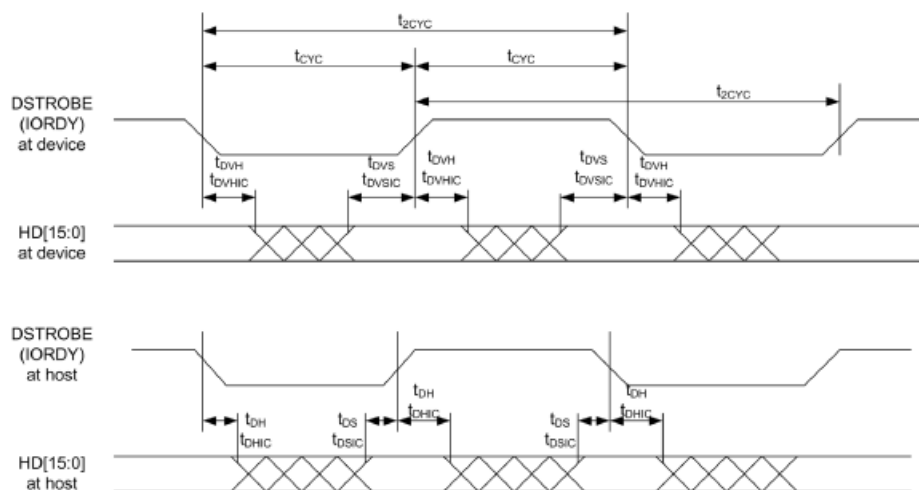 t2CYC
tCYC tCYC
t2CYC
DSTROBE
(IORDY)
at device
tDVH tDVS tDVH tDVS tDVH
tDVHIC tDVSIC tDVHIC tDVSIC tDVHIC
HD[15:0]
at device
DSTROBE
(IORDY)
at host
tDH tDS tDH tDS tDH
tDHIC tDSIC tDHIC tDSIC tDHIC
HD[15:0]
at host